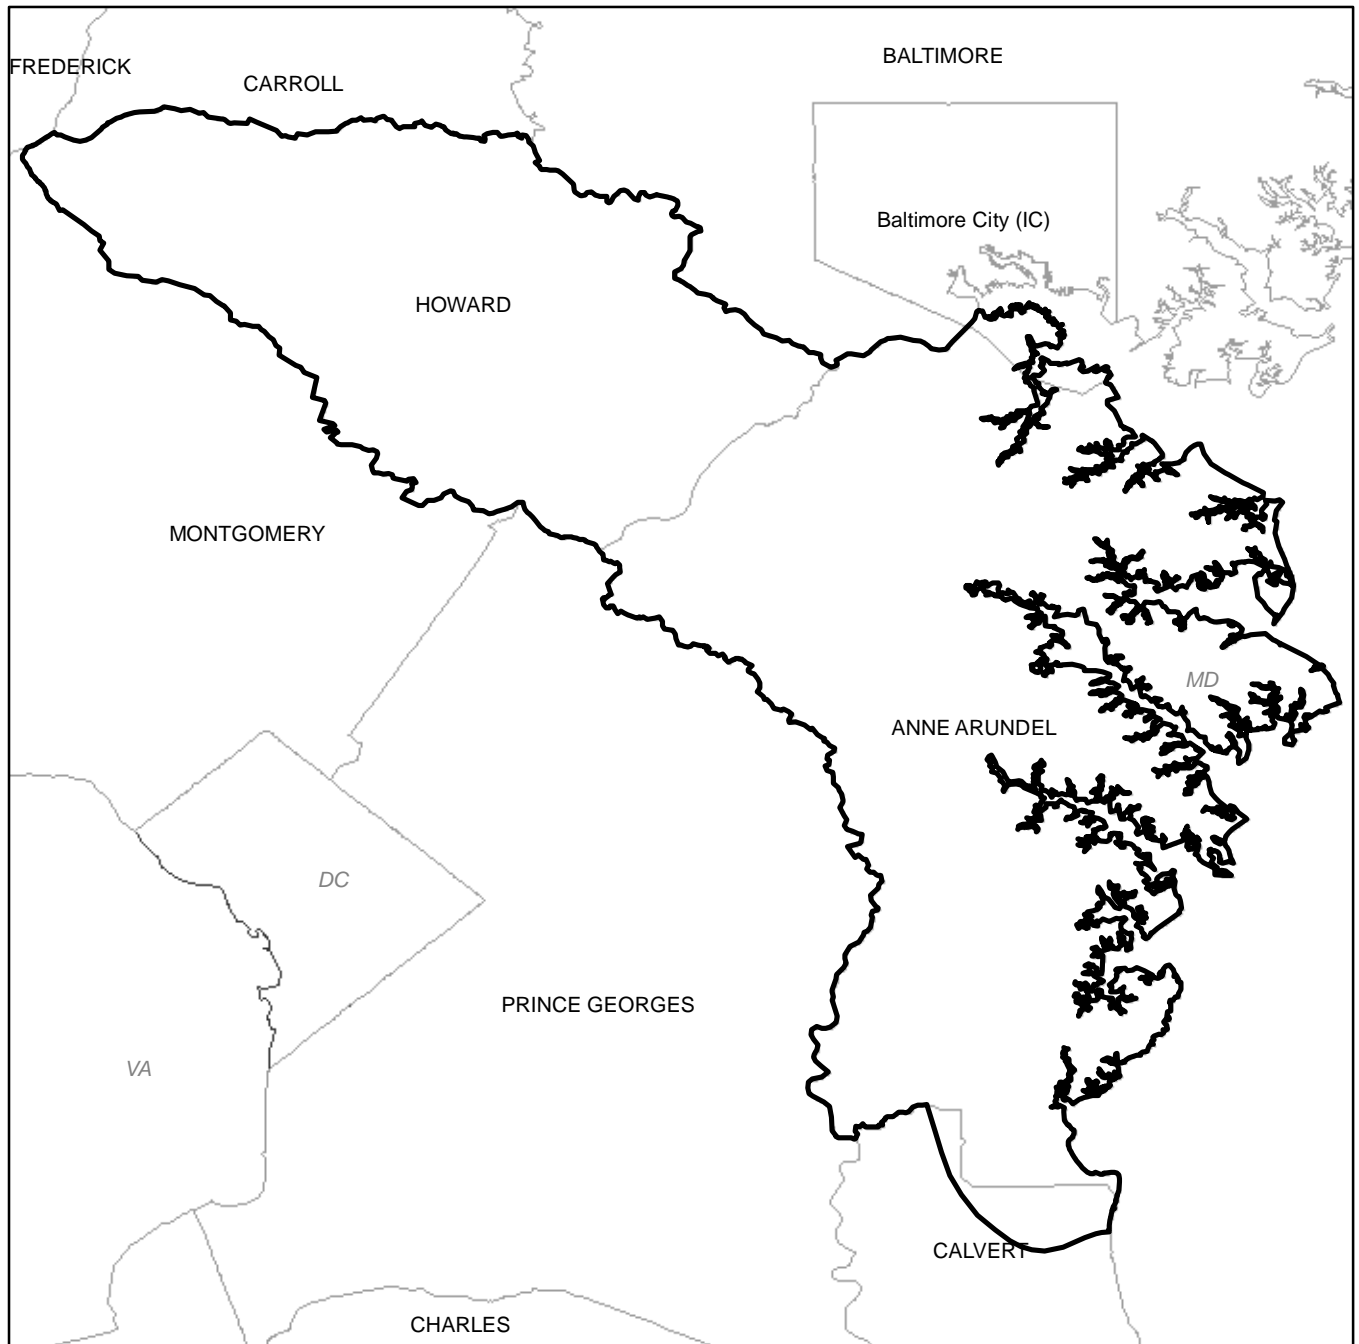 BALTIMORE
FREDERICK
CARROLL
Baltimore City (IC)
HOWARD
MONTGOMERY
MD
ANNE ARUNDEL
DC
PRINCE GEORGES
VA
CALVERT
CHARLES